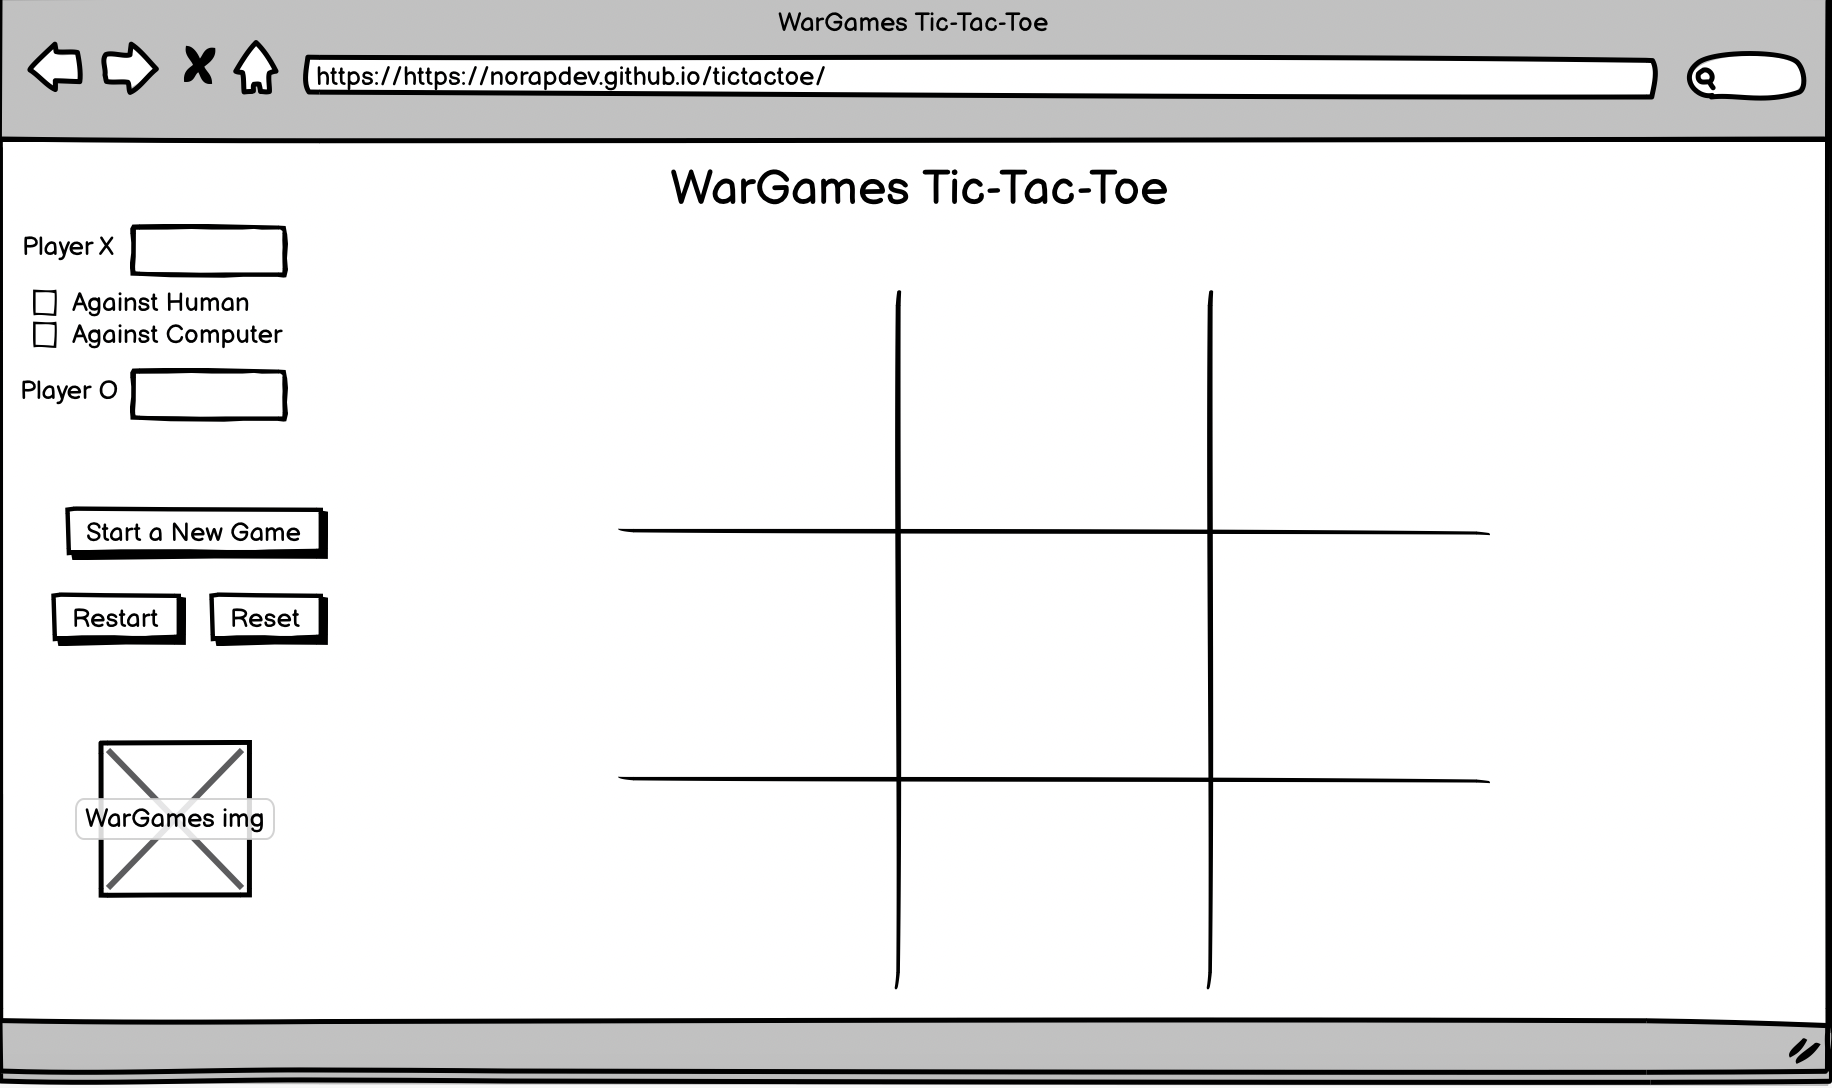 WarGames Tic-Tac-Toe
https://https://norapdev.github.io/tictactoe/
WarGames Tic-Tac-Toe
Player X
Against Human
Against Computer
Player O
Start a New Game
Restart
Reset
WarGames img